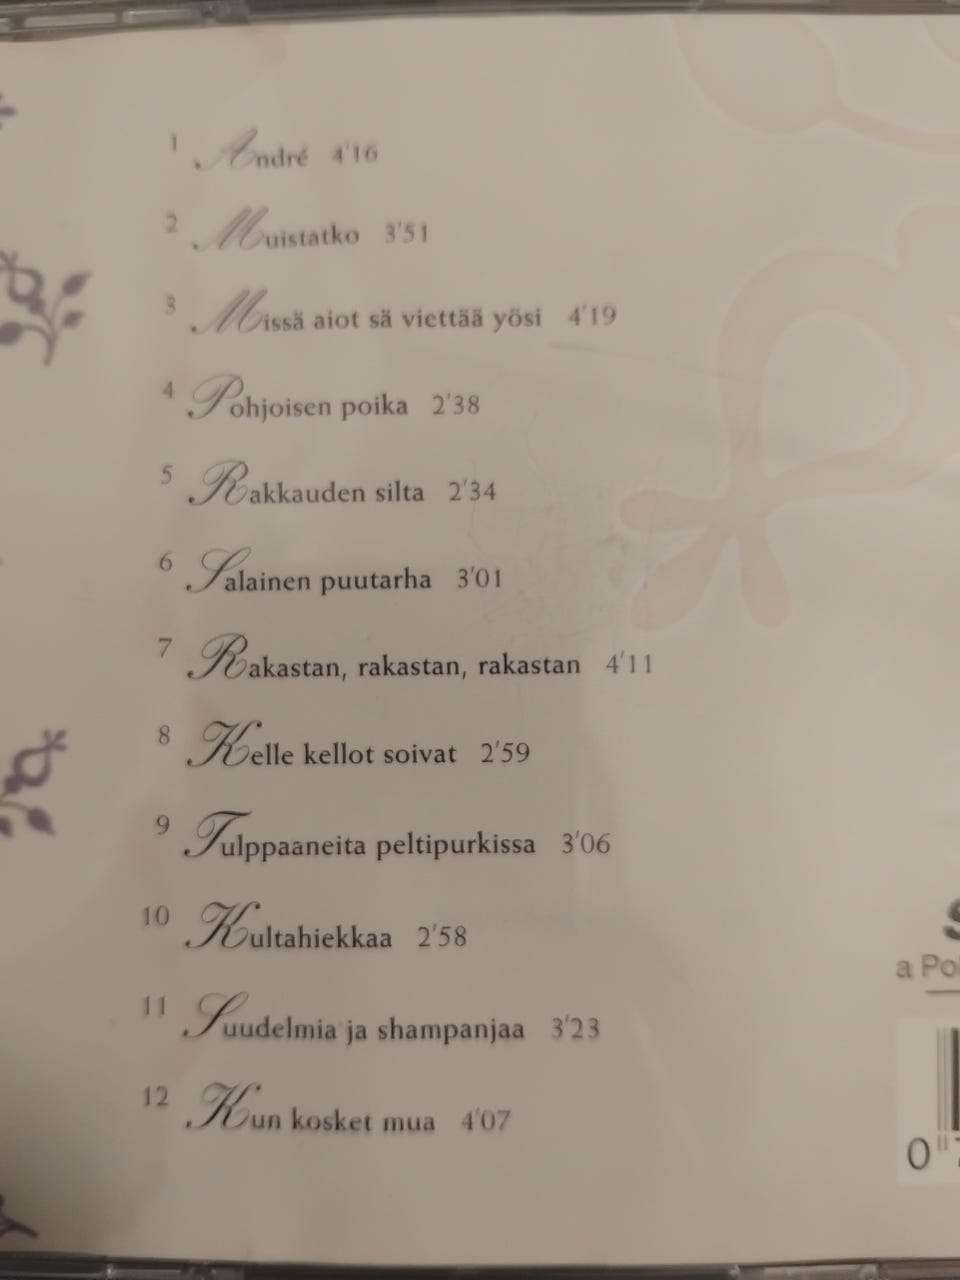 1 André 4'16
2 Muistatko 3'51
3 Missä aiot sä viettää yösi 4'19
4 Pohjoisen poika 2'38
5 Rakkauden silta 2'34
6 Salainen puutarha 3'01
7 Rakastan, rakastan, rakastan 4'11
8 Kelle kellot soivat 2'59
9 Tulppaaneita peltipurkissa 3'06
10 Kultahiekkaa 2'58
11 Suudelmia ja shampanjaa 3'23
12 Kun kosket mua 4'07
a
0